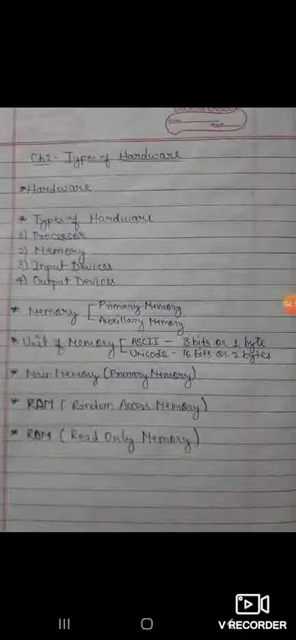 Ch1 - Types of Hardware
* Hardware
* Types of Hardware
1) Processor
2) Memory
3) Input Devices
4) Output Devices
* Memory [ Primary Memory
Auxillary Memory
* Unit of Memory [ ASCII - 8 bits or 1 byte
Unicode - 16 bits or 2 bytes
* Main Memory (Primary Memory)
* RAM (Random Access Memory)
* ROM (Read Only Memory)
V RECORDER